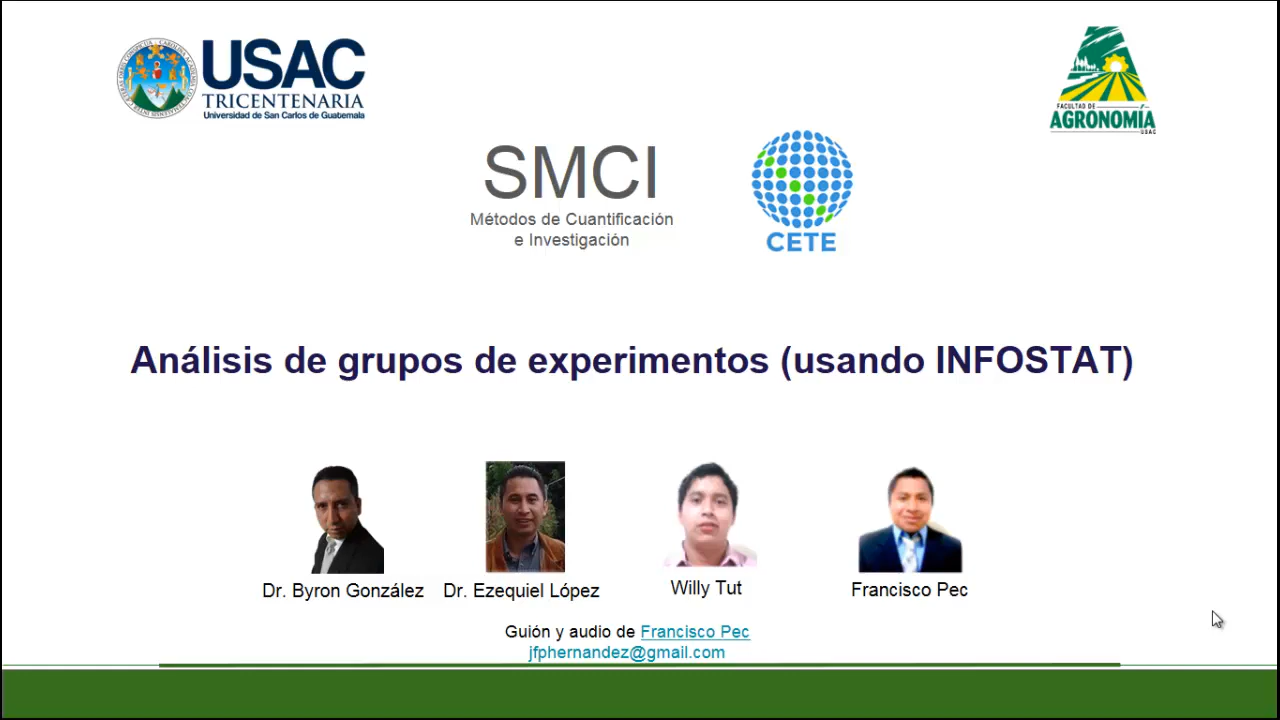 USAC
TRICENTENARIA
Universidad de San Carlos de Guatemala
FACULTAD DE
AGRONOMÍA
USAC
SMCI
Métodos de Cuantificación
e Investigación
CETE
Análisis de grupos de experimentos (usando INFOSTAT)
Dr. Byron González
Dr. Ezequiel López
Willy Tut
Francisco Pec
Guión y audio de Francisco Pec
jfphernandez@gmail.com